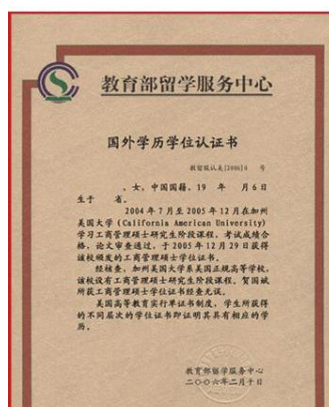 教育部留学服务中心
国外学历学位认证书
教留服认美[2006]0 号
、女,中国国籍,19 年 月6日
生于 省。
2004年7月至2005年12月在加州
美国大学(California American University)
学习工商管理硕士研究生阶段课程,考试成绩合
格,论文审查通过,于2005年12月29日获得
该校颁发的工商管理硕士学位证书。
经核查,加州美国大学系美国正规高等学校,
该校设有工商管理硕士研究生阶段课程。贺国斌
所获工商管理硕士学位证书经查无误。
美国高等教育实行单证书制度,学生所获得
的不同层次的学位证书即证明其具有相应的学
历。
教育部留学服务中心
二〇〇六年二月十日